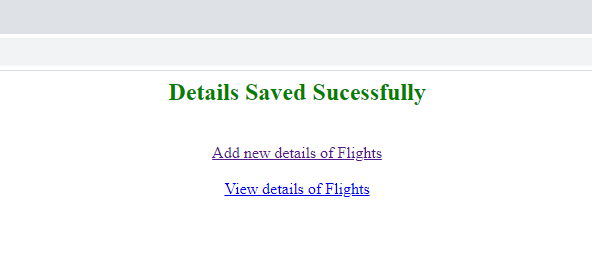 Details Saved Sucessfully
Add new details of Flights
View details of Flights